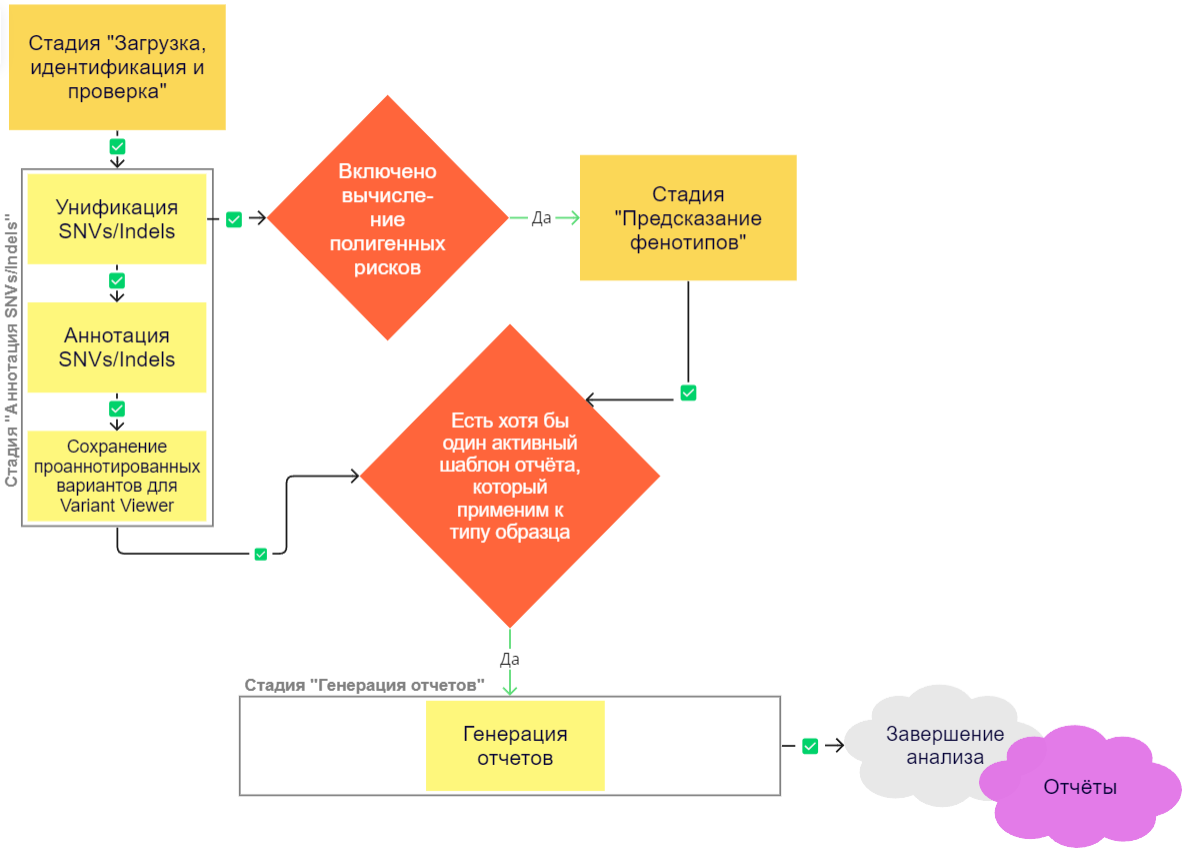 Стадия "Загрузка,
идентификация и
проверка"
Стадия "Аннотация SNVs/Indels"
Унификация
SNVs/Indels
Включено
вычисле-
ние
полигенных
рисков
Да
Стадия
"Предсказание
фенотипов"
Аннотация
SNVs/Indels
Сохранение
проаннотированных
вариантов для
Variant Viewer
Есть хотя бы
один активный
шаблон отчёта,
который
применим к
типу образца
Да
Стадия "Генерация отчетов"
Генерация
отчетов
Завершение
анализа
Отчёты